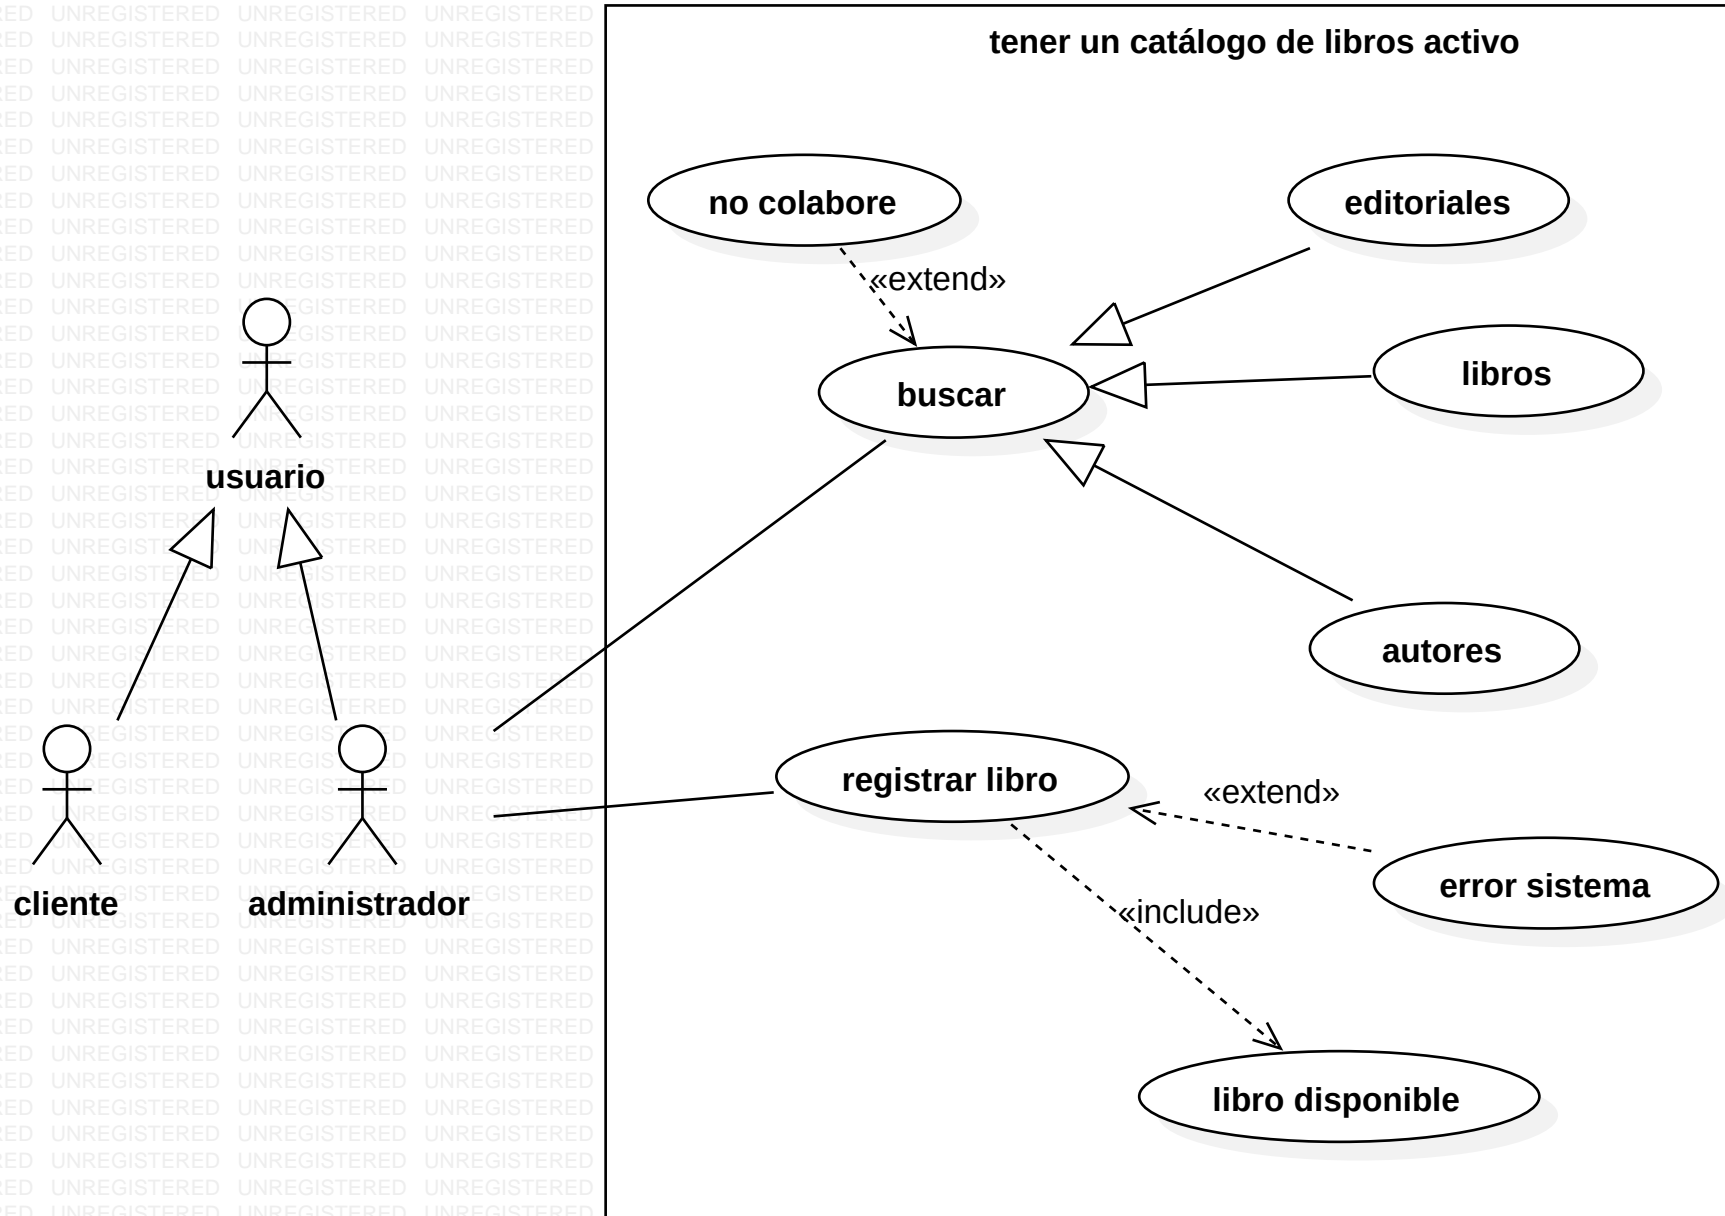 tener un catálogo de libros activo
no colabore
editoriales
«extend»
libros
buscar
usuario
autores
registrar libro
«extend»
error sistema
cliente
administrador
«include»
libro disponible
UNREGISTERED